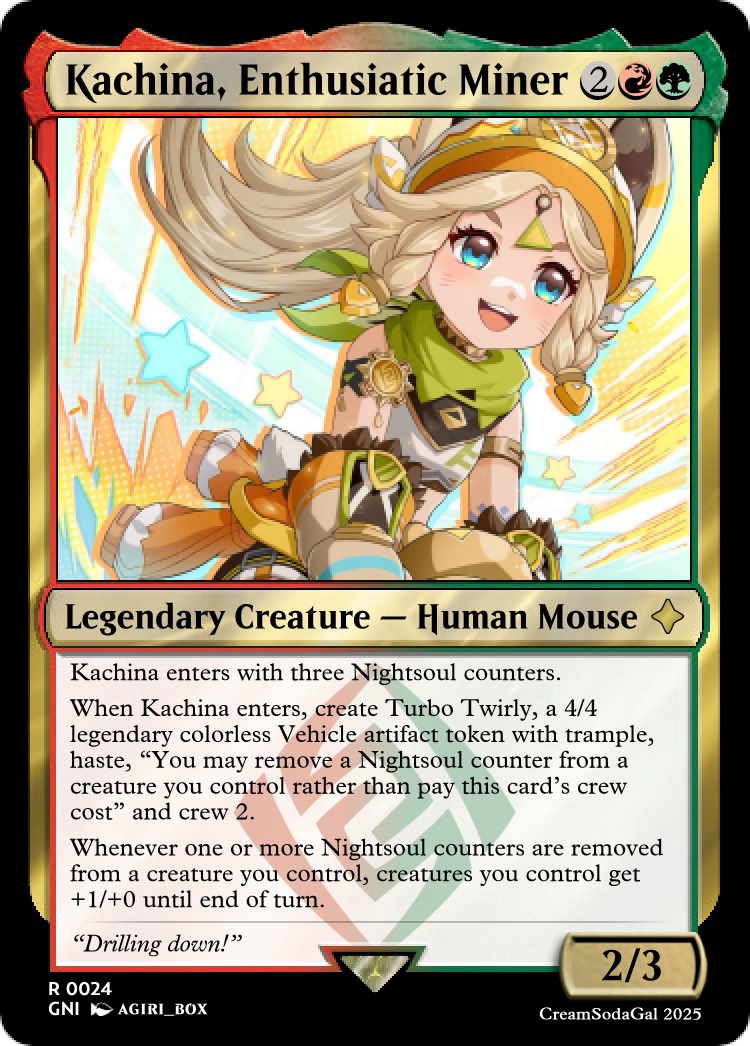 Kachina, Enthusiatic Miner 2
Legendary Creature — Human Mouse
Kachina enters with three Nightsoul counters.
When Kachina enters, create Turbo Twirly, a 4/4
legendary colorless Vehicle artifact token with trample,
haste, “You may remove a Nightsoul counter from a
creature you control rather than pay this card’s crew
cost” and crew 2.
Whenever one or more Nightsoul counters are removed
from a creature you control, creatures you control get
+1/+0 until end of turn.
“Drilling down!”
2/3
R 0024
GNI AGIRI_BOX
CreamSodaGal 2025